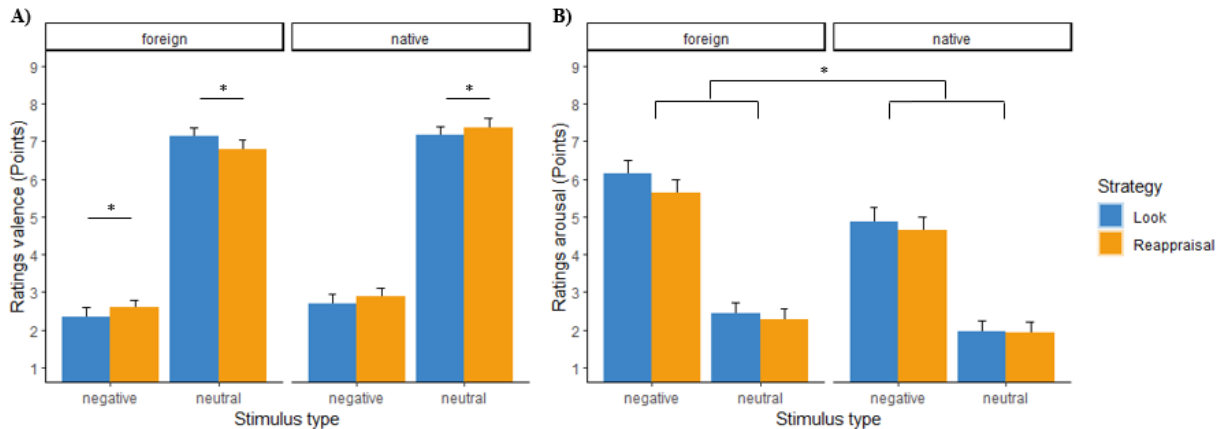 A)
foreign native
Ratings valence (Points)
9
8
7
6
5
4
3
2
1
*
*
*
negative neutral negative neutral
Stimulus type
B)
foreign native
Ratings arousal (Points)
9
8
7
6
5
4
3
2
1
*
negative neutral negative neutral
Stimulus type
Strategy
Look
Reappraisal